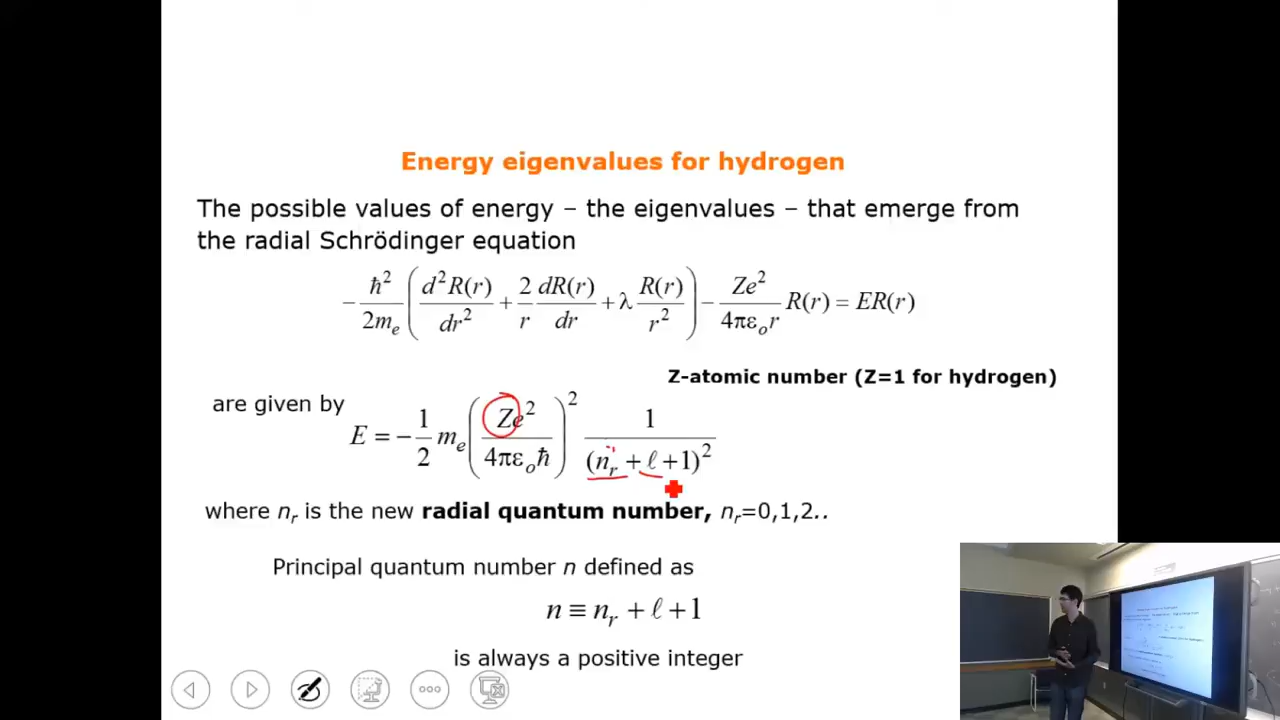 Energy eigenvalues for hydrogen
The possible values of energy – the eigenvalues – that emerge from
the radial Schrödinger equation
−ħ²/2mₑ (d²R(r)/dr² + 2/r dR(r)/dr + λ R(r)/r²) − Ze²/4πεₒr R(r) = ER(r)
Z-atomic number (Z=1 for hydrogen)
are given by
E = −1/2 mₑ (Ze²/4πεₒħ)² 1/(nᵣ + ℓ + 1)²
where nᵣ is the new radial quantum number, nᵣ=0,1,2..
Principal quantum number n defined as
n ≡ nᵣ + ℓ + 1
is always a positive integer